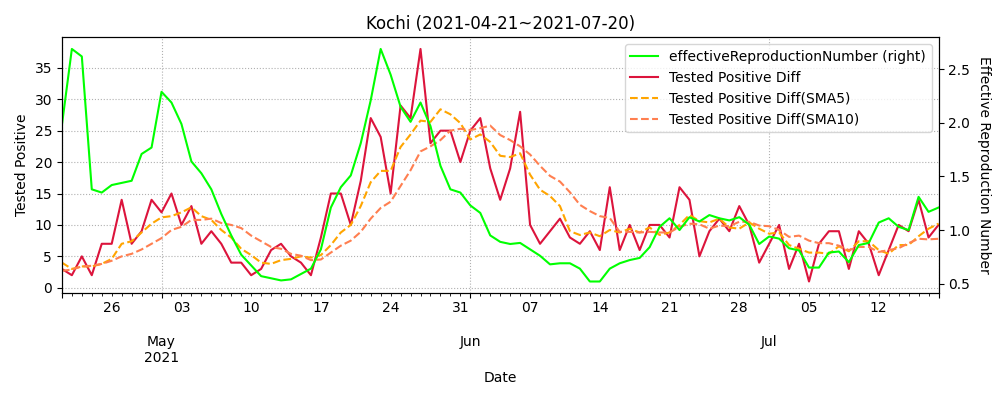 Kochi (2021-04-21~2021-07-20)
effectiveReproductionNumber (right)
Tested Positive Diff
Tested Positive Diff(SMA5)
Tested Positive Diff(SMA10)
Tested Positive
35
30
25
20
15
10
5
0
2.5
2.0
1.5
1.0
0.5
Effective Reproduction Number
26 03 10 17 24 31 07 14 21 28 05 12
May Jun Jul
2021
Date